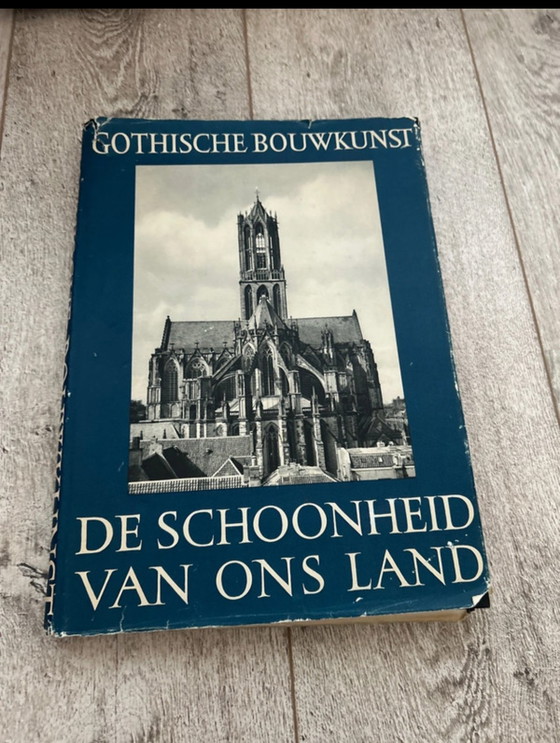 GOTHISCHE BOUWKUNST
DE SCHOONHEID
VAN ONS LAND